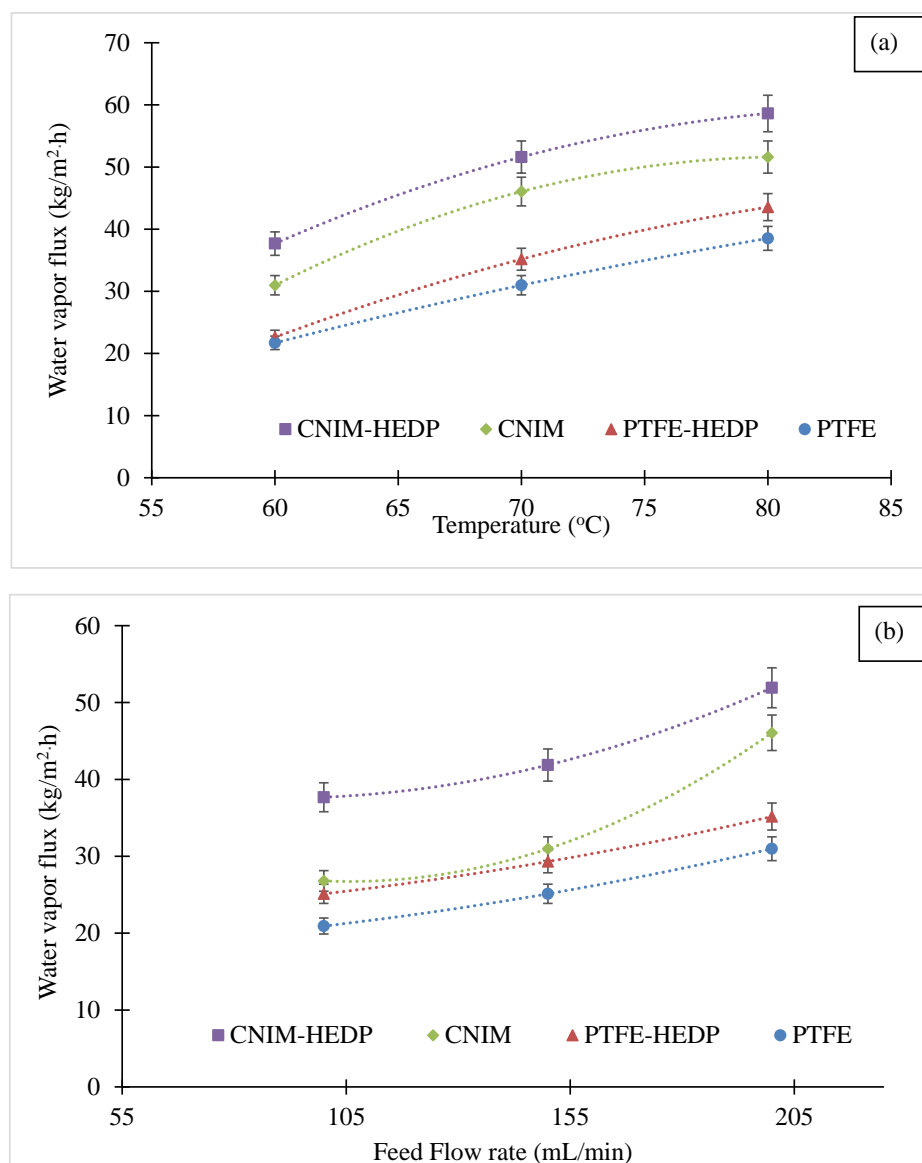 (a)
Water vapor flux (kg/m²·h)
70
60
50
40
30
20
10
0
CNIM-HEDP CNIM PTFE-HEDP PTFE
55 60 65 70 75 80 85
Temperature (°C)
(b)
Water vapor flux (kg/m²·h)
60
50
40
30
20
10
0
CNIM-HEDP CNIM PTFE-HEDP PTFE
55 105 155 205
Feed Flow rate (mL/min)